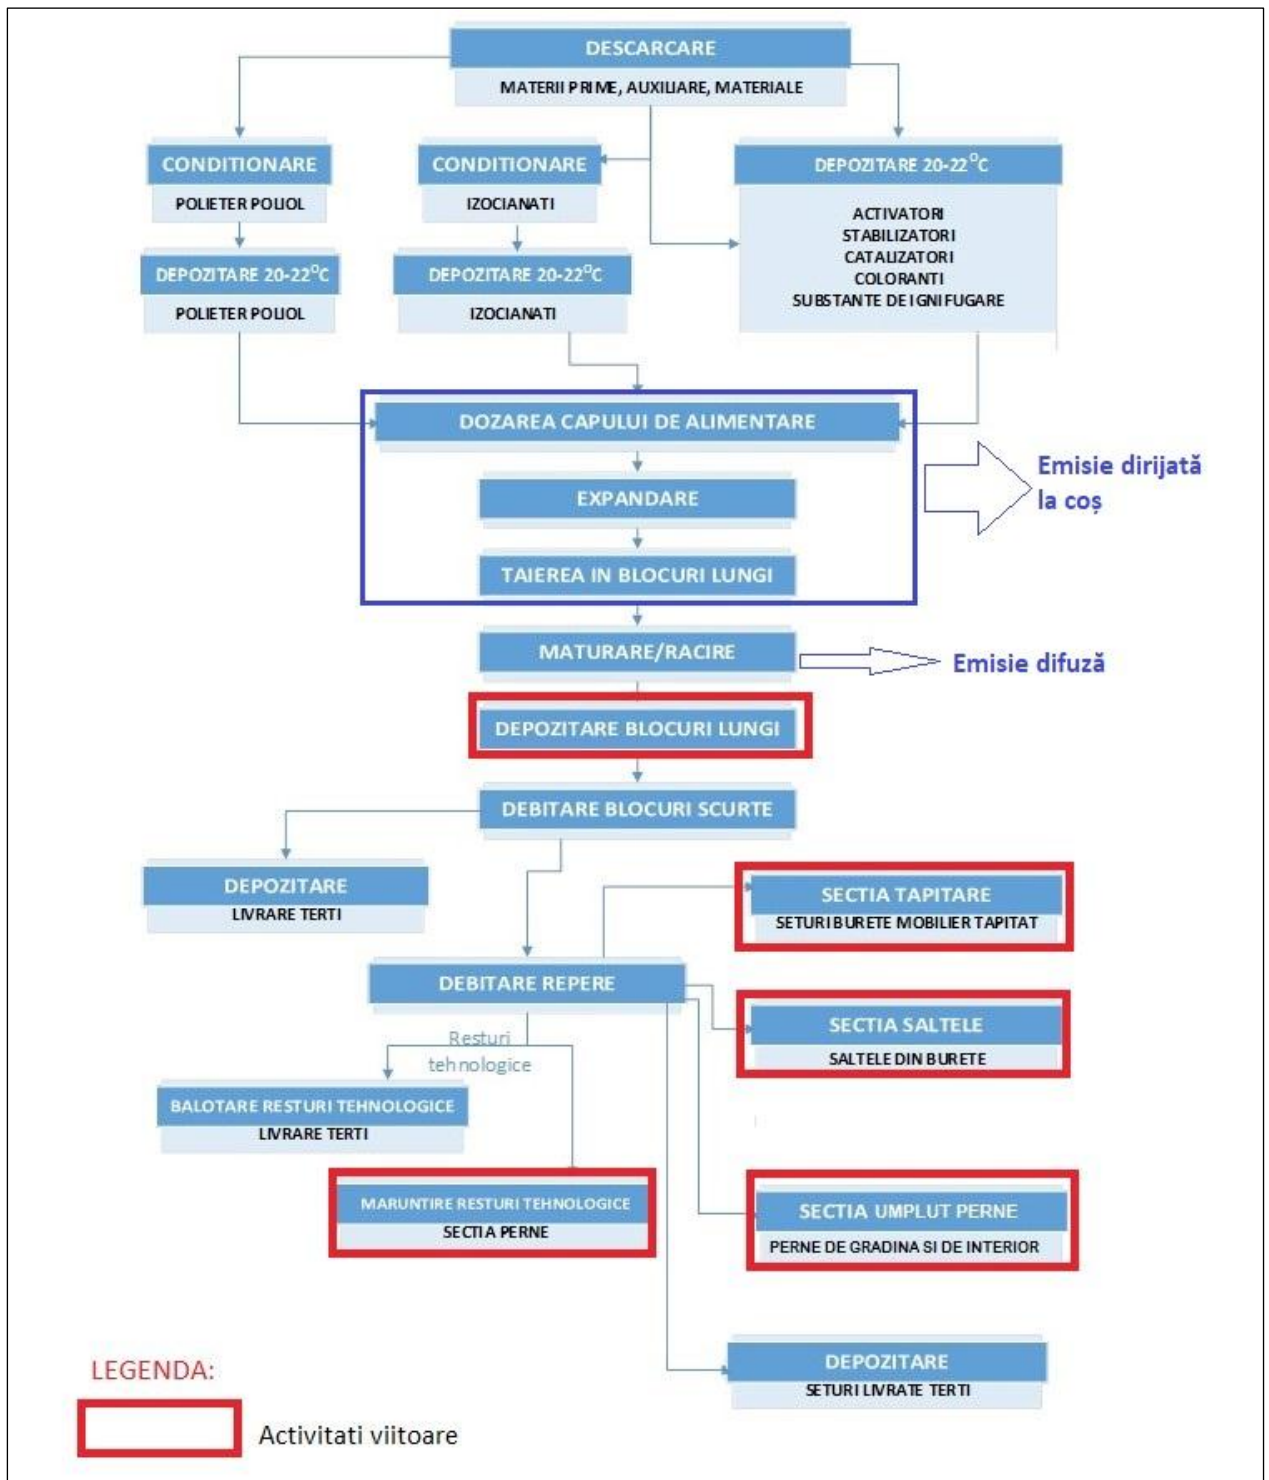 DESCARCARE
MATERII PRIME, AUXILIARE, MATERIALE
CONDITIONARE
POLIETER POLIOL
CONDITIONARE
IZOCIANATI
DEPOZITARE 20-22°C
ACTIVATORI
STABILIZATORI
CATALIZATORI
COLORANTI
SUBSTANTE DE IGNIFUGARE
DEPOZITARE 20-22°C
POLIETER POLIOL
DEPOZITARE 20-22°C
IZOCIANATI
DOZAREA CAPULUI DE ALIMENTARE
EXPANDARE
TAIEREA IN BLOCURI LUNGI
Emisie dirijată
la coș
MATURARE/RACIRE
Emisie difuză
DEPOZITARE BLOCURI LUNGI
DEBITARE BLOCURI SCURTE
DEPOZITARE
LIVRARE TERTI
SECTIA TAPITARE
SETURI BURETE MOBILIER TAPITAT
DEBITARE REPERE
SECTIA SALTELE
SALTELE DIN BURETE
Resturi
tehnologice
BALOTARE RESTURI TEHNOLOGICE
LIVRARE TERTI
MARUNTIRE RESTURI TEHNOLOGICE
SECTIA PERNE
SECTIA UMPLUT PERNE
PERNE DE GRADINA SI DE INTERIOR
DEPOZITARE
SETURI LIVRATE TERTI
LEGENDA:
Activitati viitoare